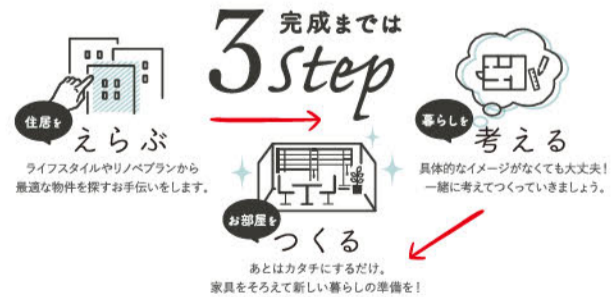 完成までは
3 Step
住居を
えらぶ
ライフスタイルやリノベプランから
最適な物件を探すお手伝いをします。
暮らしを
考える
具体的なイメージがなくても大丈夫!
一緒に考えてつくっていきましょう。
お部屋を
つくる
あとはカタチにするだけ。
家具をそろえて新しい暮らしの準備を!